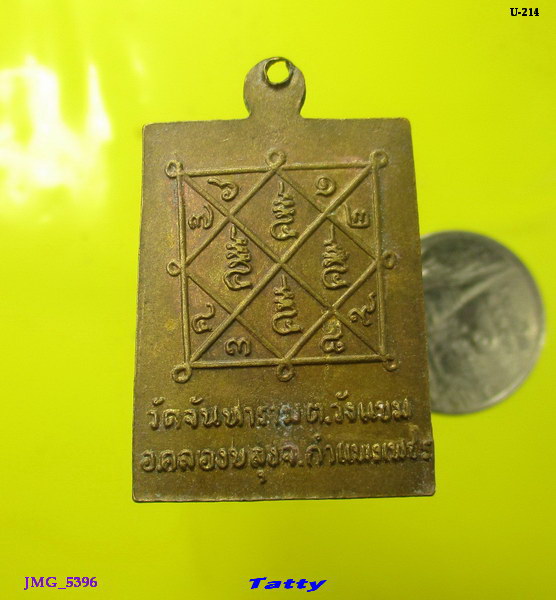 U-214
๗ ๖ ๑ ๒
๔ ๓ ๕
วัดจันทาราม ต.วังแขม
อ.คลองขลุง จ.กำแพงเพชร
JMG_5396
Tatty